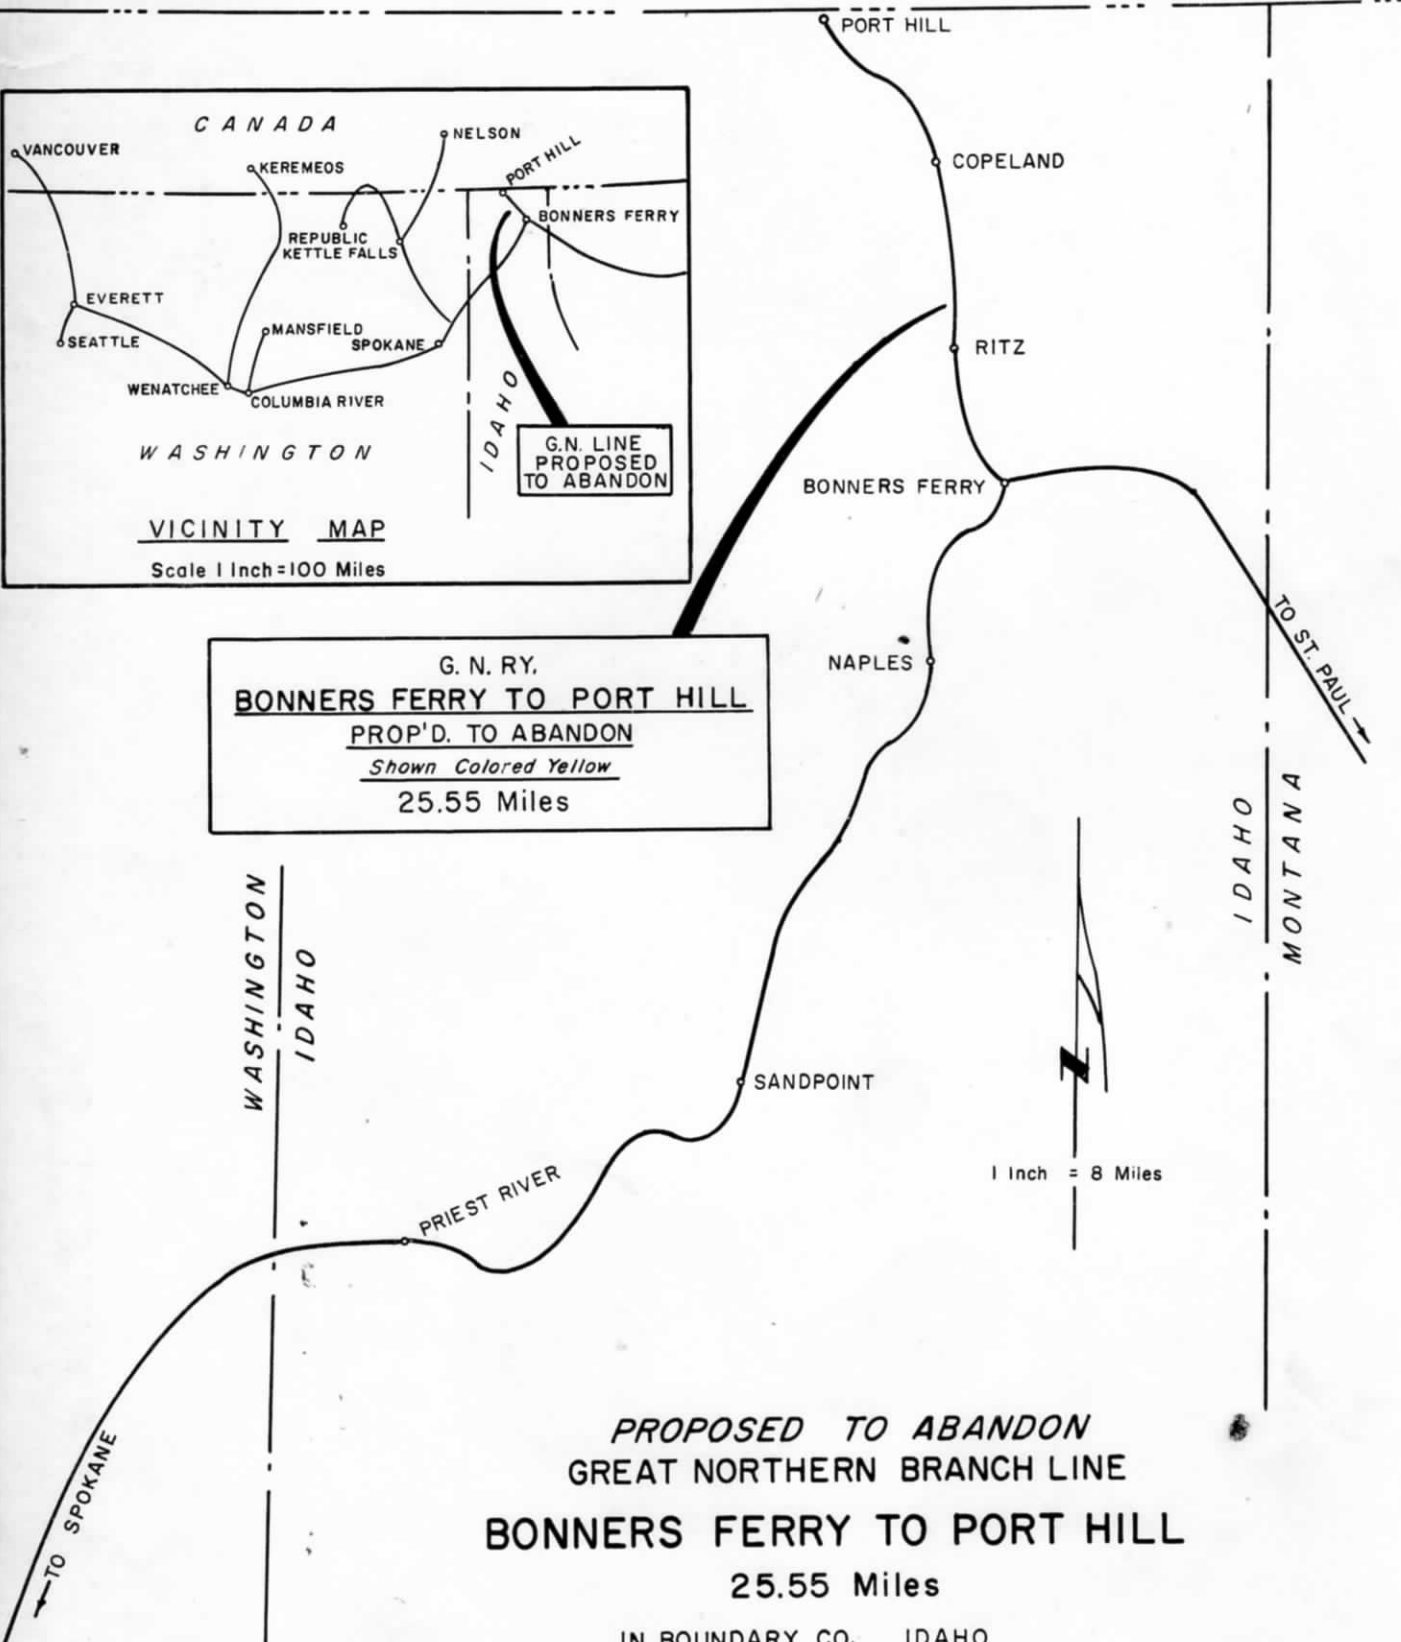 PORT HILL
CANADA
VANCOUVER
NELSON
KEREMEOS
PORT HILL
BONNERS FERRY
REPUBLIC
KETTLE FALLS
EVERETT
SEATTLE
MANSFIELD
SPOKANE
WENATCHEE
COLUMBIA RIVER
WASHINGTON
IDAHO
G.N. LINE
PROPOSED
TO ABANDON
VICINITY MAP
Scale 1 Inch=100 Miles
COPELAND
RITZ
BONNERS FERRY
TO ST. PAUL
NAPLES
G. N. RY.
BONNERS FERRY TO PORT HILL
PROP'D. TO ABANDON
Shown Colored Yellow
25.55 Miles
IDAHO
MONTANA
WASHINGTON
IDAHO
SANDPOINT
N
1 Inch = 8 Miles
PRIEST RIVER
TO SPOKANE
PROPOSED TO ABANDON
GREAT NORTHERN BRANCH LINE
BONNERS FERRY TO PORT HILL
25.55 Miles
IN BOUNDARY CO. IDAHO